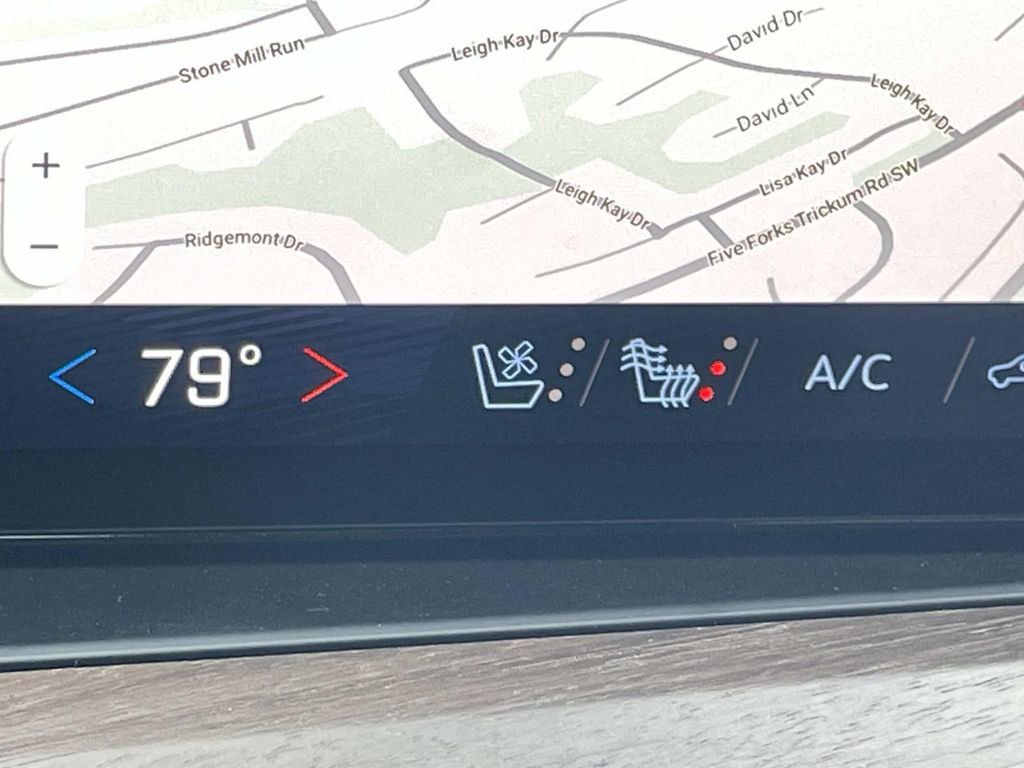 Stone Mill Run
Leigh Kay Dr
David Dr
Leigh Kay Dr
David Ln
Lisa Kay Dr
Leigh Kay Dr
Five Forks Trickum Rd SW
Ridgemont Dr
+
−
< 79° >
A/C